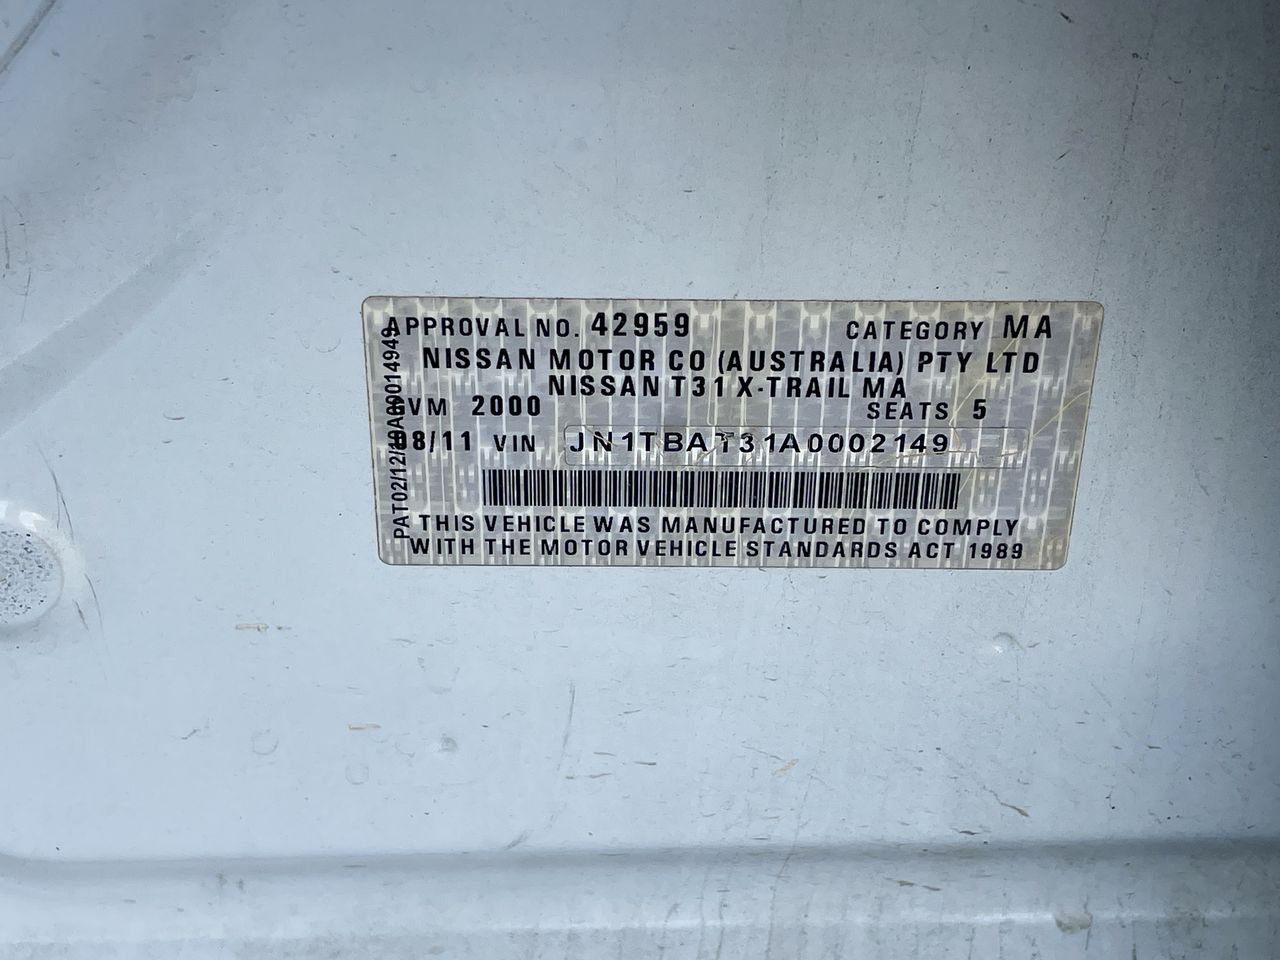 APPROVAL NO. 42959 CATEGORY MA
NISSAN MOTOR CO (AUSTRALIA) PTY LTD
NISSAN T31 X-TRAIL MA
GVM 2000 SEATS 5
08/11 VIN JN1TBAT31A0002149
THIS VEHICLE WAS MANUFACTURED TO COMPLY
WITH THE MOTOR VEHICLE STANDARDS ACT 1989